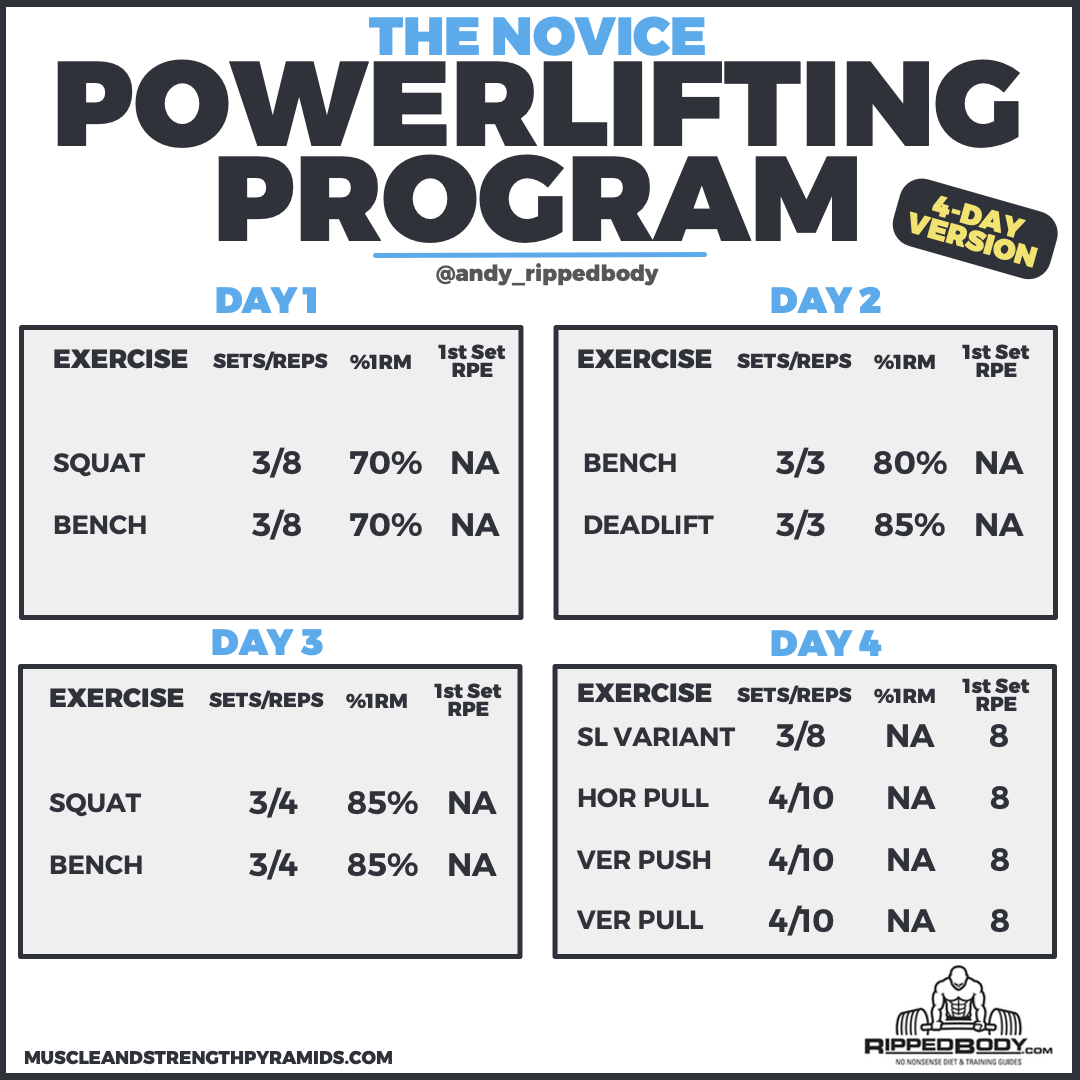 THE NOVICE
POWERLIFTING
PROGRAM
4-DAY
VERSION
@andy_rippedbody
DAY 1
EXERCISE SETS/REPS %1RM 1st Set RPE
SQUAT 3/8 70% NA
BENCH 3/8 70% NA
DAY 2
EXERCISE SETS/REPS %1RM 1st Set RPE
BENCH 3/3 80% NA
DEADLIFT 3/3 85% NA
DAY 3
EXERCISE SETS/REPS %1RM 1st Set RPE
SQUAT 3/4 85% NA
BENCH 3/4 85% NA
DAY 4
EXERCISE SETS/REPS %1RM 1st Set RPE
SL VARIANT 3/8 NA 8
HOR PULL 4/10 NA 8
VER PUSH 4/10 NA 8
VER PULL 4/10 NA 8
MUSCLEANDSTRENGTHPYRAMIDS.COM
RIPPEDBODY.COM
NO NONSENSE DIET & TRAINING GUIDES